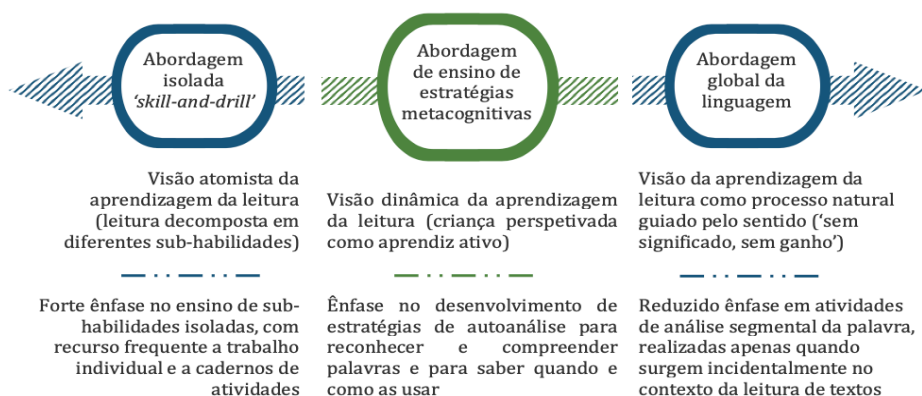 Abordagem
isolada
‘skill-and-drill’
Visão atomista da
aprendizagem da leitura
(leitura decomposta em
diferentes sub-habilidades)
Forte ênfase no ensino de sub-
habilidades isoladas, com
recurso frequente a trabalho
individual e a cadernos de
atividades
Abordagem
de ensino de
estratégias
metacognitivas
Visão dinâmica da aprendizagem
da leitura (criança perspetivada
como aprendiz ativo)
Ênfase no desenvolvimento de
estratégias de autoanálise para
reconhecer e compreender
palavras e para saber quando e
como as usar
Abordagem
global da
linguagem
Visão da aprendizagem da
leitura como processo natural
guiado pelo sentido (‘sem
significado, sem ganho’)
Reduzido ênfase em atividades
de análise segmental da palavra,
realizadas apenas quando
surgem incidentalmente no
contexto da leitura de textos